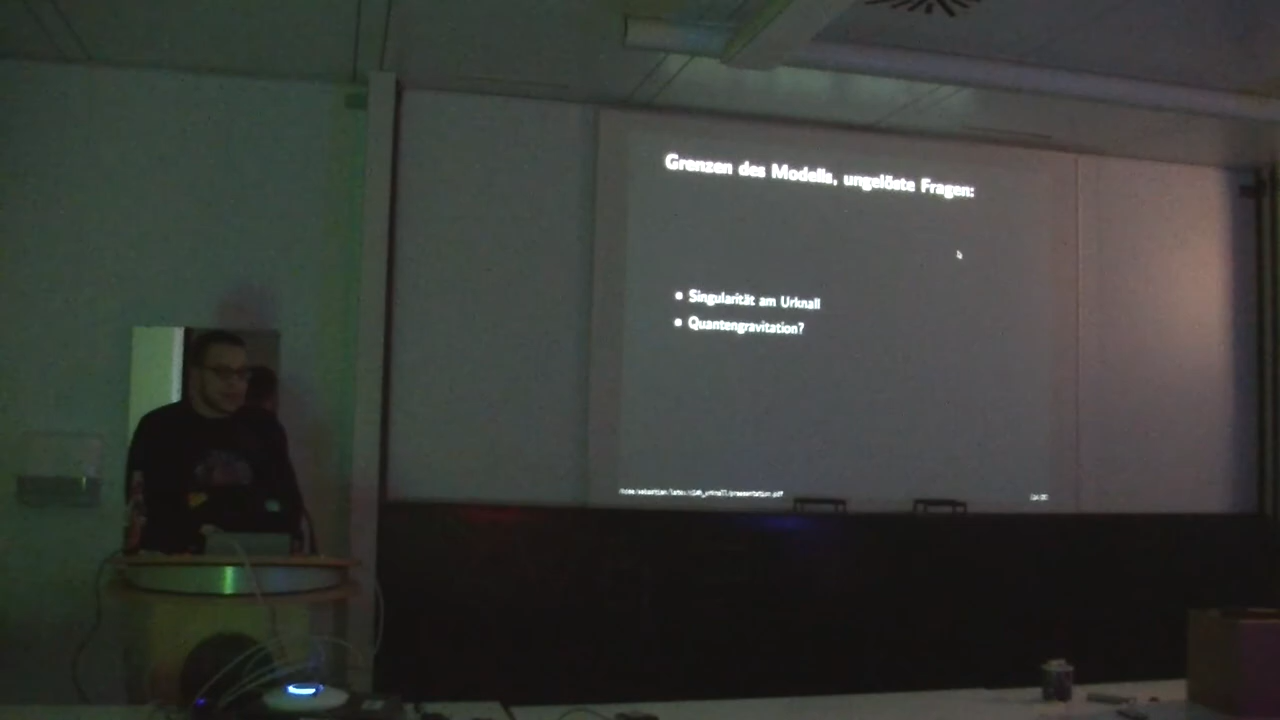 Grenzen des Modells, ungelöste Fragen:
Singularität am Urknall
Quantengravitation?